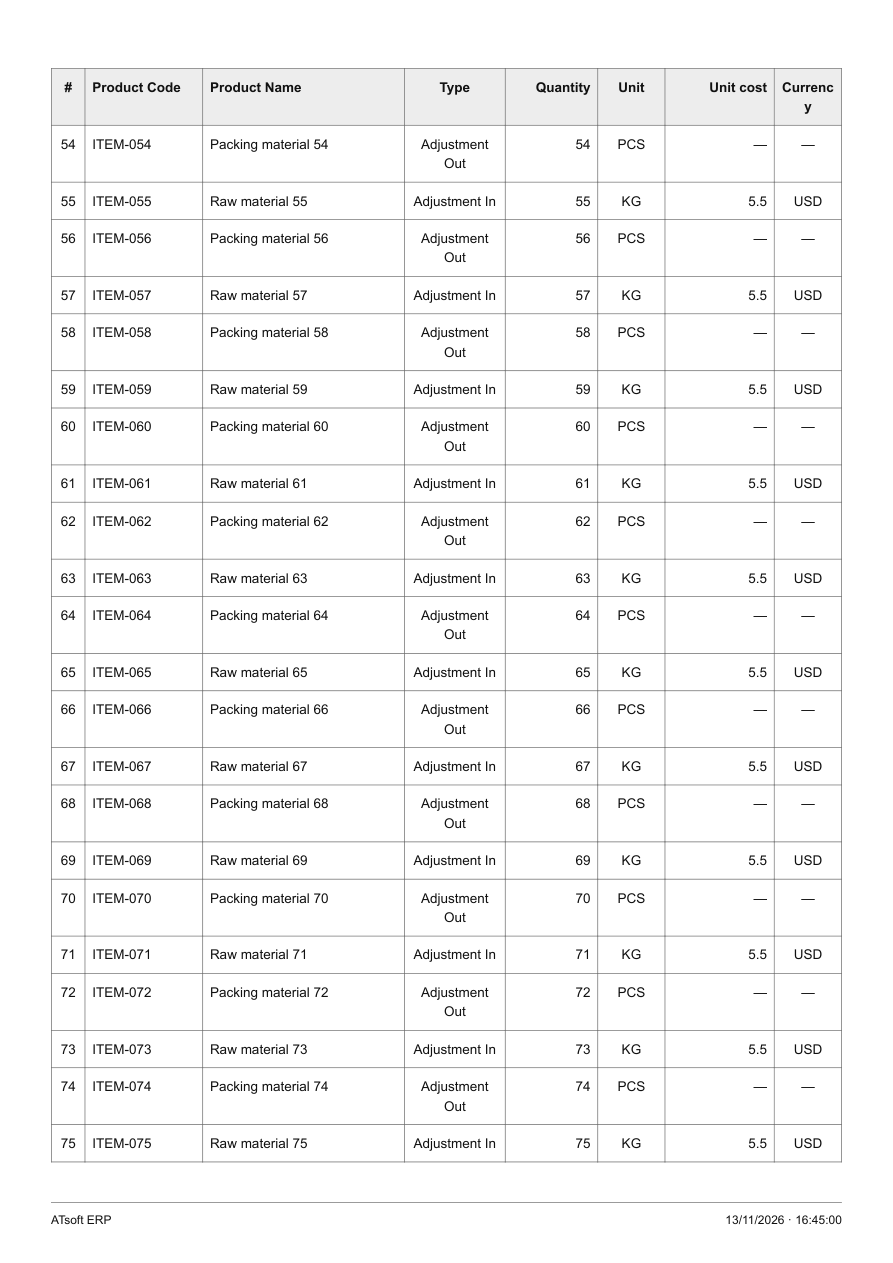 # Product Code Product Name Type Quantity Unit Unit cost Currenc
y
54 ITEM-054 Packing material 54 Adjustment 54 PCS — —
Out
55 ITEM-055 Raw material 55 Adjustment In 55 KG 5.5 USD
56 ITEM-056 Packing material 56 Adjustment 56 PCS — —
Out
57 ITEM-057 Raw material 57 Adjustment In 57 KG 5.5 USD
58 ITEM-058 Packing material 58 Adjustment 58 PCS — —
Out
59 ITEM-059 Raw material 59 Adjustment In 59 KG 5.5 USD
60 ITEM-060 Packing material 60 Adjustment 60 PCS — —
Out
61 ITEM-061 Raw material 61 Adjustment In 61 KG 5.5 USD
62 ITEM-062 Packing material 62 Adjustment 62 PCS — —
Out
63 ITEM-063 Raw material 63 Adjustment In 63 KG 5.5 USD
64 ITEM-064 Packing material 64 Adjustment 64 PCS — —
Out
65 ITEM-065 Raw material 65 Adjustment In 65 KG 5.5 USD
66 ITEM-066 Packing material 66 Adjustment 66 PCS — —
Out
67 ITEM-067 Raw material 67 Adjustment In 67 KG 5.5 USD
68 ITEM-068 Packing material 68 Adjustment 68 PCS — —
Out
69 ITEM-069 Raw material 69 Adjustment In 69 KG 5.5 USD
70 ITEM-070 Packing material 70 Adjustment 70 PCS — —
Out
71 ITEM-071 Raw material 71 Adjustment In 71 KG 5.5 USD
72 ITEM-072 Packing material 72 Adjustment 72 PCS — —
Out
73 ITEM-073 Raw material 73 Adjustment In 73 KG 5.5 USD
74 ITEM-074 Packing material 74 Adjustment 74 PCS — —
Out
75 ITEM-075 Raw material 75 Adjustment In 75 KG 5.5 USD
ATsoft ERP 13/11/2026 · 16:45:00